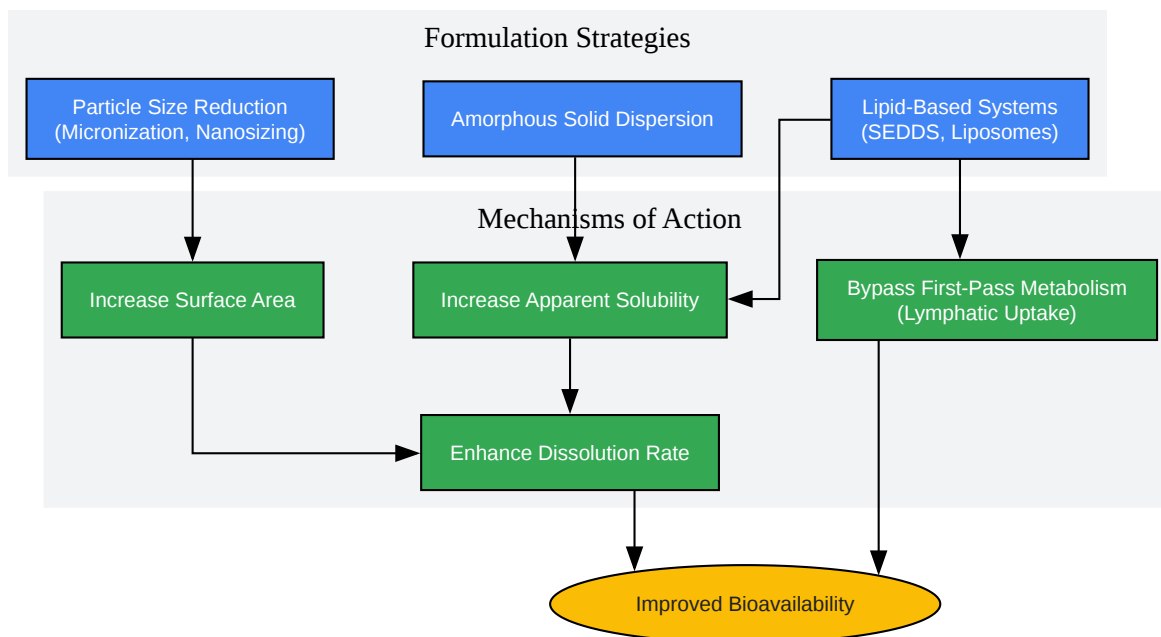 Formulation Strategies
Particle Size Reduction
(Micronization, Nanosizing)
Amorphous Solid Dispersion
Lipid-Based Systems
(SEDDS, Liposomes)
Mechanisms of Action
Increase Surface Area
Increase Apparent Solubility
Bypass First-Pass Metabolism
(Lymphatic Uptake)
Enhance Dissolution Rate
Improved Bioavailability